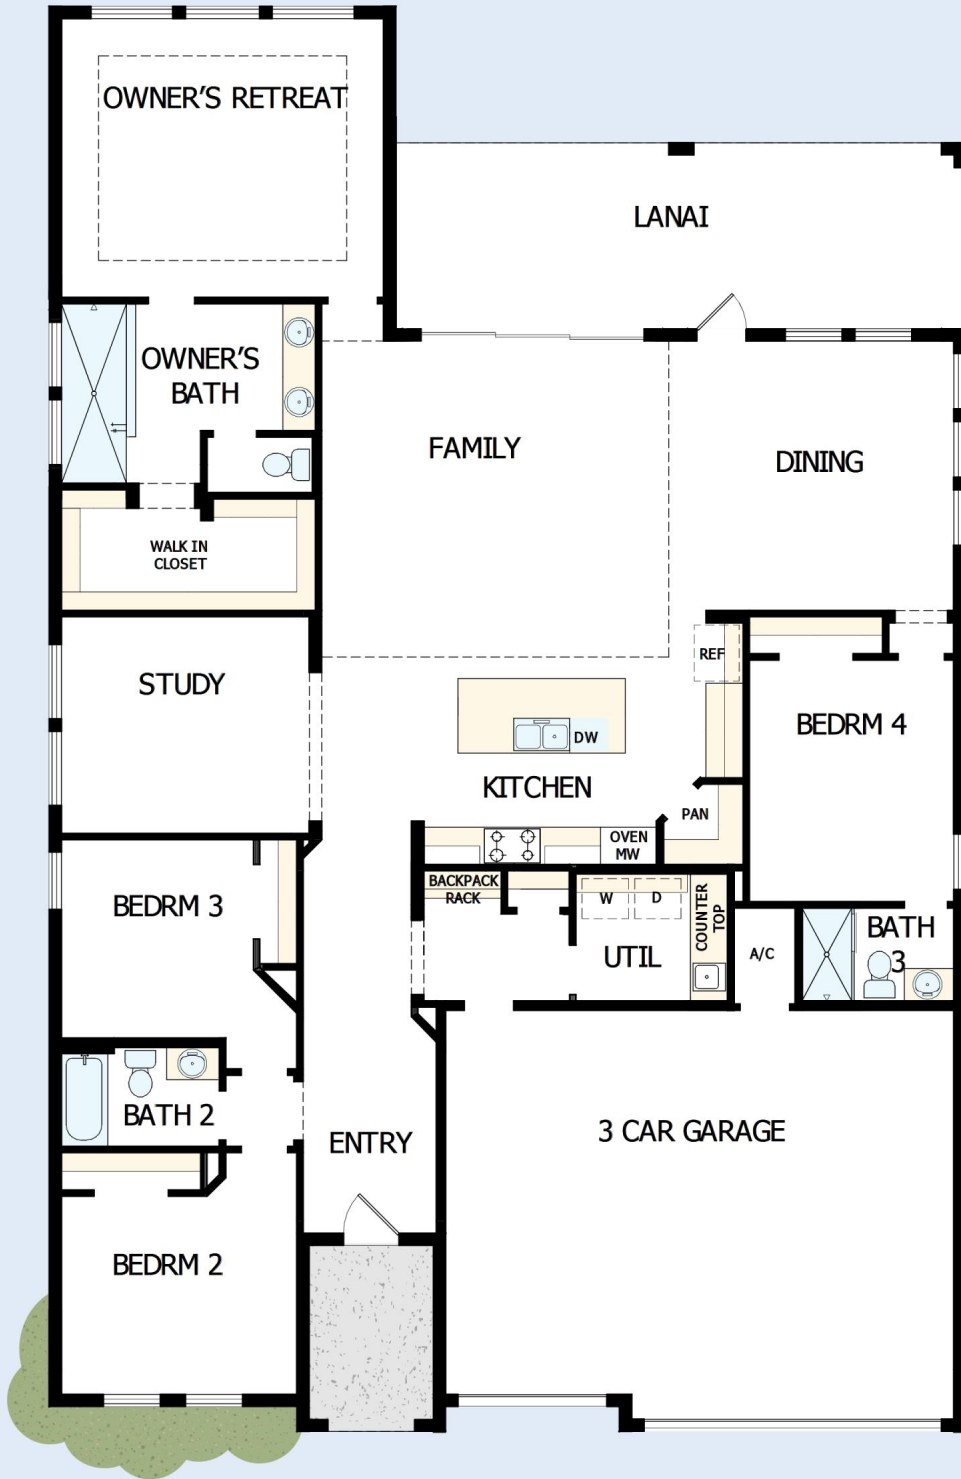 OWNER'S RETREAT
LANAI
OWNER'S
BATH
FAMILY
DINING
WALK IN
CLOSET
STUDY
REF
BEDRM 4
DW
KITCHEN
PAN
OVEN
MW
BACKPACK
RACK
W
D
COUNTER
TOP
BEDRM 3
UTIL
A/C
BATH
3
BATH 2
ENTRY
3 CAR GARAGE
BEDRM 2